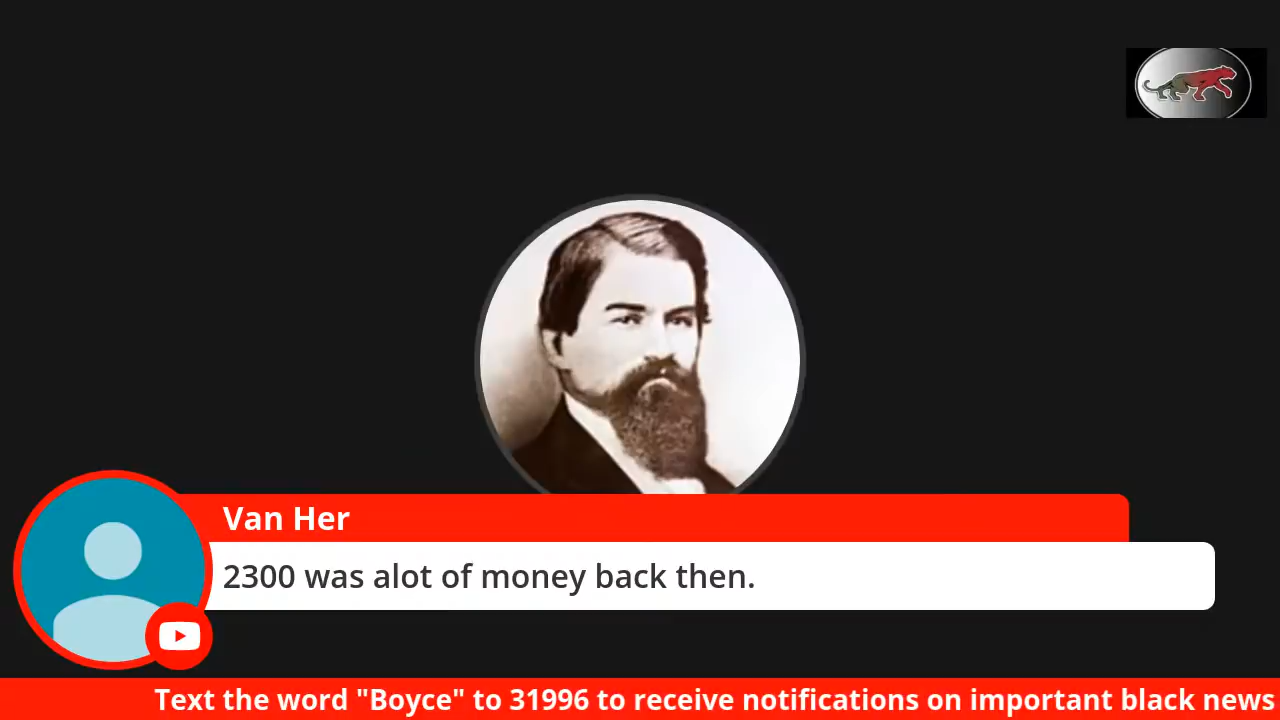 Van Her
2300 was alot of money back then.
Text the word "Boyce" to 31996 to receive notifications on important black news